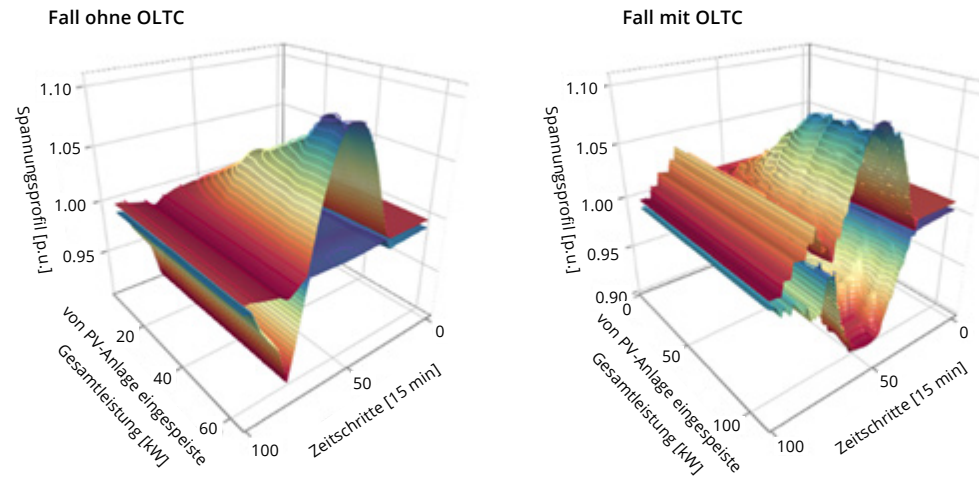 Fall ohne OLTC
1.10
1.05
1.00
0.95
Spannungsprofil [p.u.]
20
40
60
von PV-Anlage eingespeiste
Gesamtleistung [kW]
0
50
100
Zeitschritte [15 min]
Fall mit OLTC
1.10
1.05
1.00
0.95
0.90
Spannungsprofil [p.u.]
0
50
100
von PV-Anlage eingespeiste
Gesamtleistung [kW]
0
50
100
Zeitschritte [15 min]